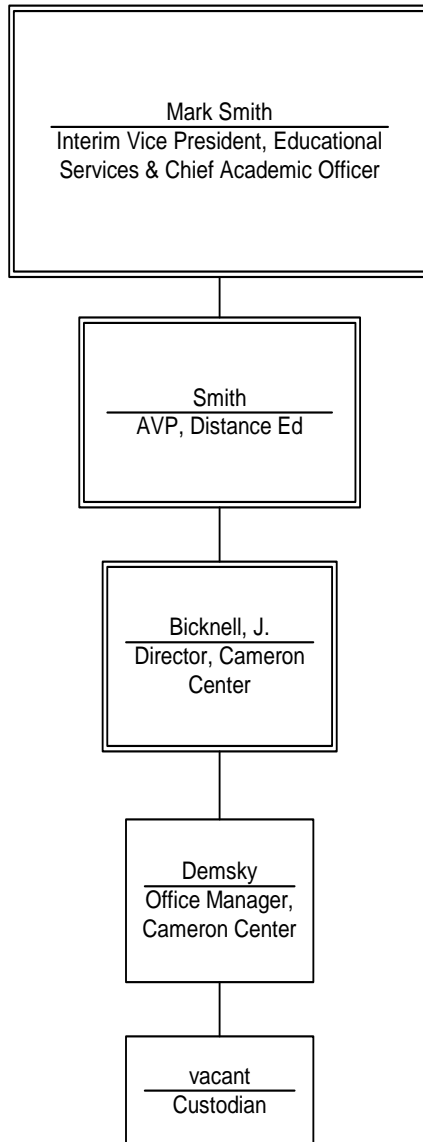 Mark Smith
Interim Vice President, Educational
Services & Chief Academic Officer
Smith
AVP, Distance Ed
Bicknell, J.
Director, Cameron
Center
Demsky
Office Manager,
Cameron Center
vacant
Custodian